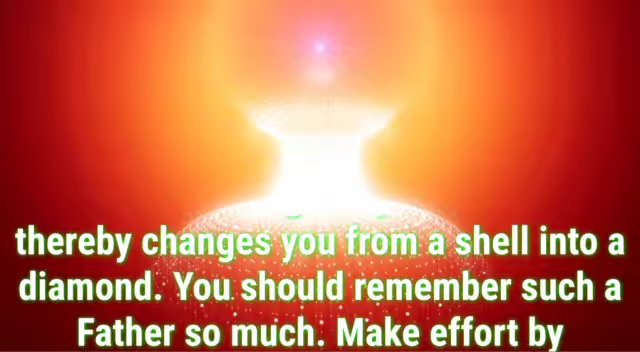 thereby changes you from a shell into a
diamond. You should remember such a
Father so much. Make effort by